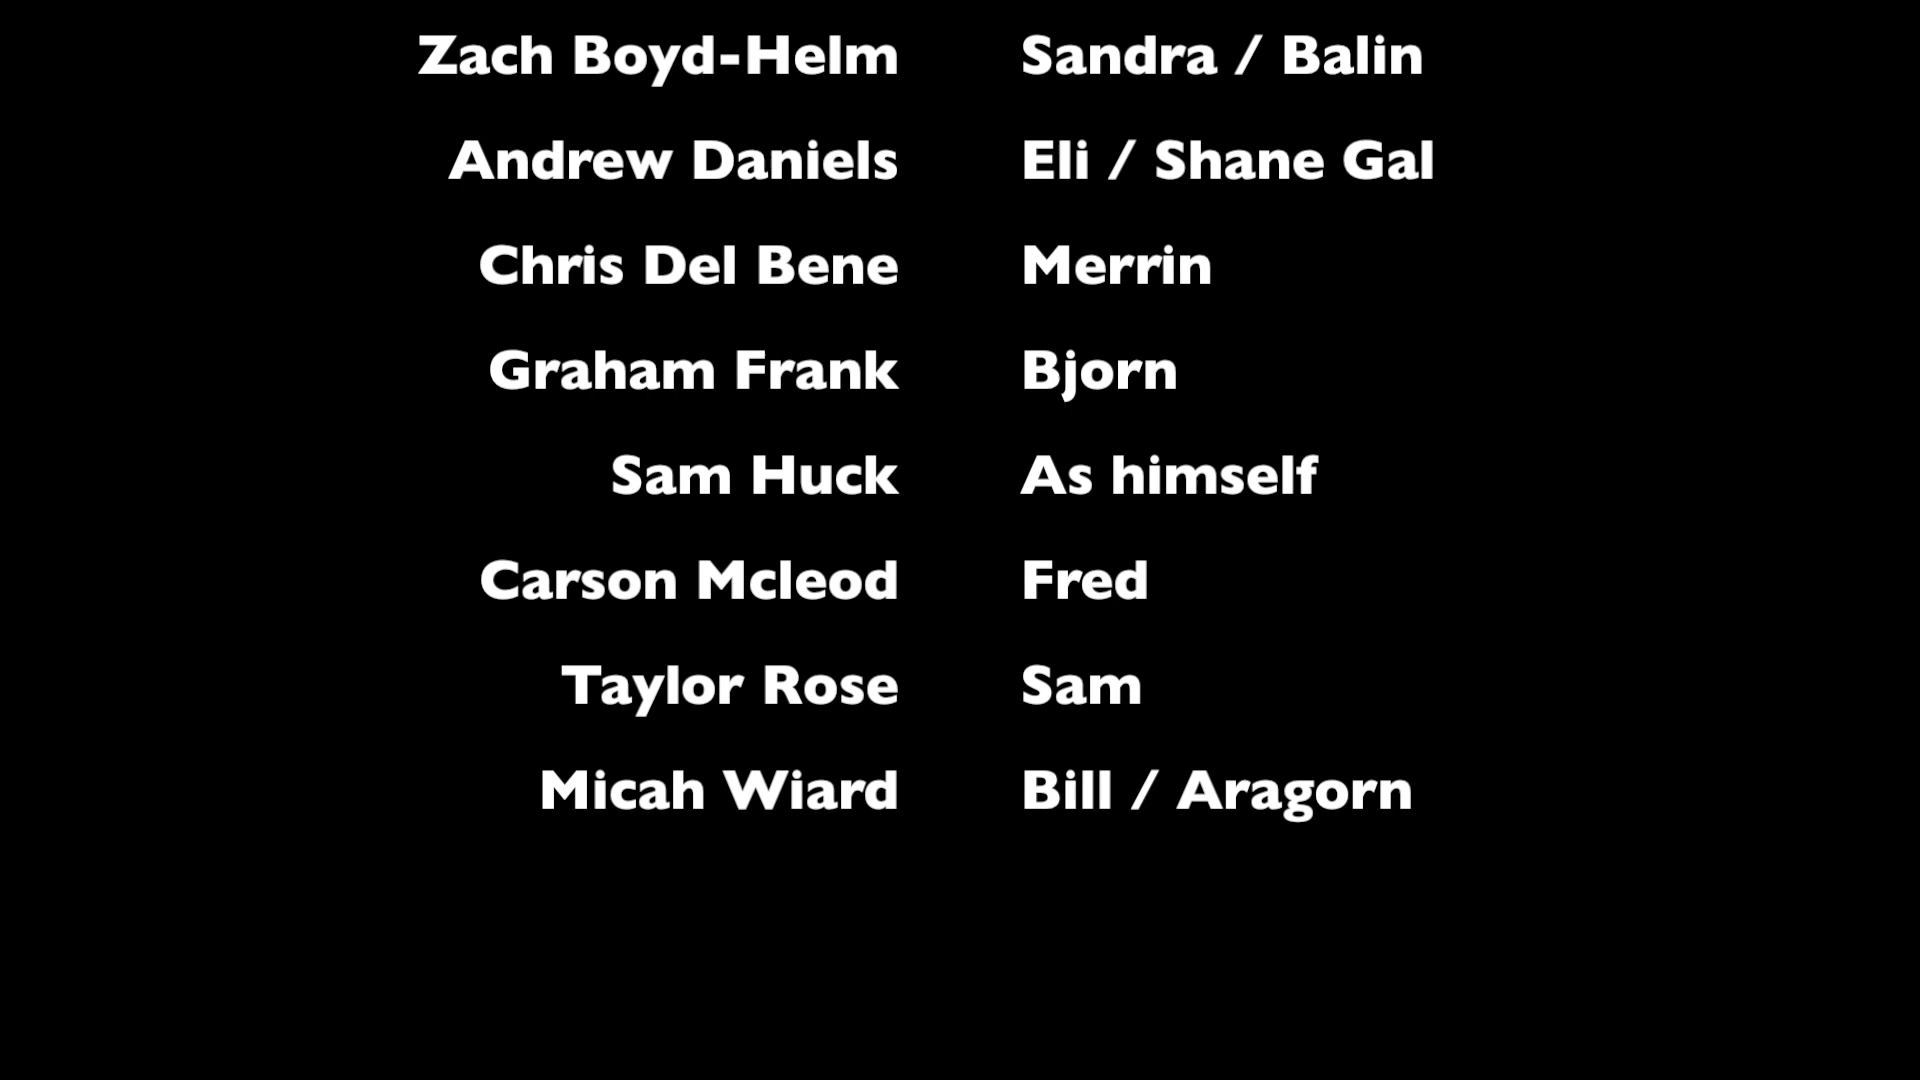 Zach Boyd-Helm Sandra / Balin
Andrew Daniels Eli / Shane Gal
Chris Del Bene Merrin
Graham Frank Bjorn
Sam Huck As himself
Carson Mcleod Fred
Taylor Rose Sam
Micah Wiard Bill / Aragorn